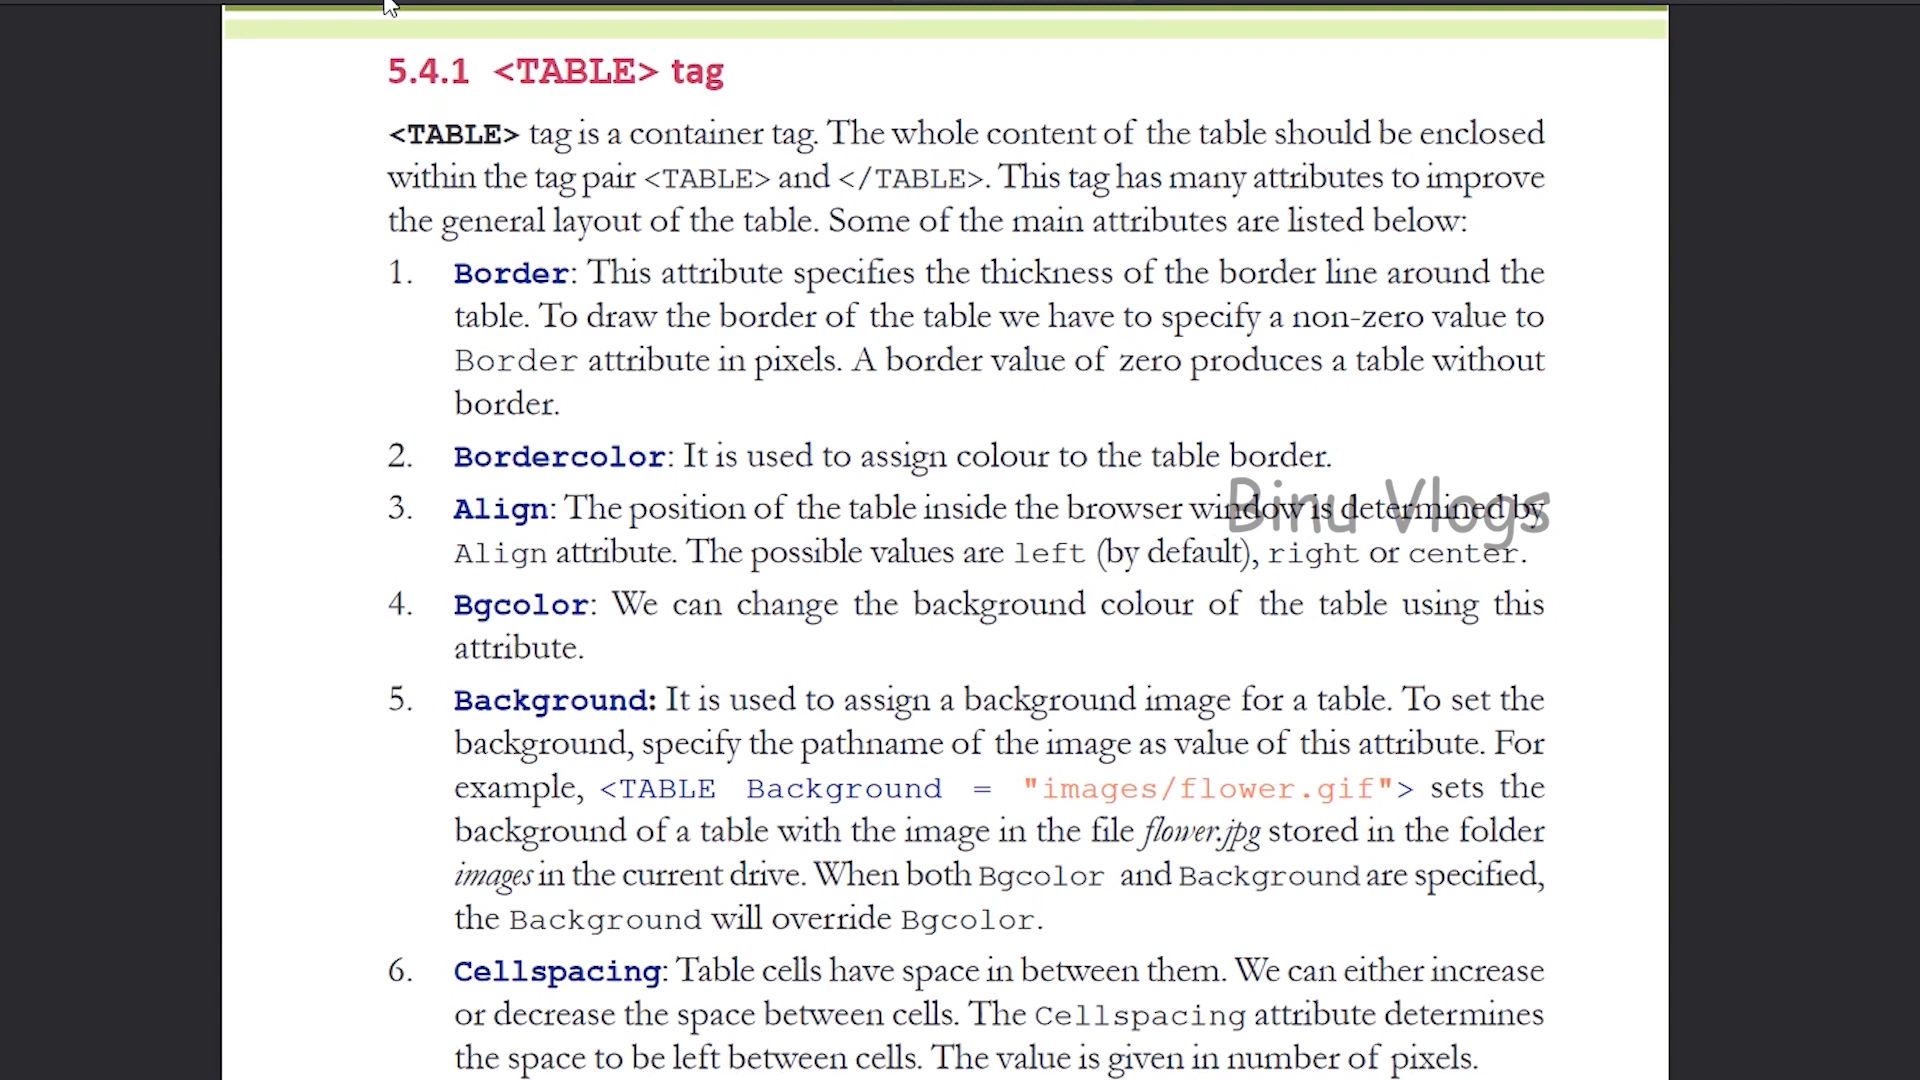 5.4.1 <TABLE> tag
<TABLE> tag is a container tag. The whole content of the table should be enclosed
within the tag pair <TABLE> and </TABLE>. This tag has many attributes to improve
the general layout of the table. Some of the main attributes are listed below:
1. Border: This attribute specifies the thickness of the border line around the
table. To draw the border of the table we have to specify a non-zero value to
Border attribute in pixels. A border value of zero produces a table without
border.
2. Bordercolor: It is used to assign colour to the table border.
Binu Vlogs
3. Align: The position of the table inside the browser window is determined by
Align attribute. The possible values are left (by default), right or center.
4. Bgcolor: We can change the background colour of the table using this
attribute.
5. Background: It is used to assign a background image for a table. To set the
background, specify the pathname of the image as value of this attribute. For
example, <TABLE Background = "images/flower.gif"> sets the
background of a table with the image in the file flower.jpg stored in the folder
images in the current drive. When both Bgcolor and Background are specified,
the Background will override Bgcolor.
6. Cellspacing: Table cells have space in between them. We can either increase
or decrease the space between cells. The Cellspacing attribute determines
the space to be left between cells. The value is given in number of pixels.